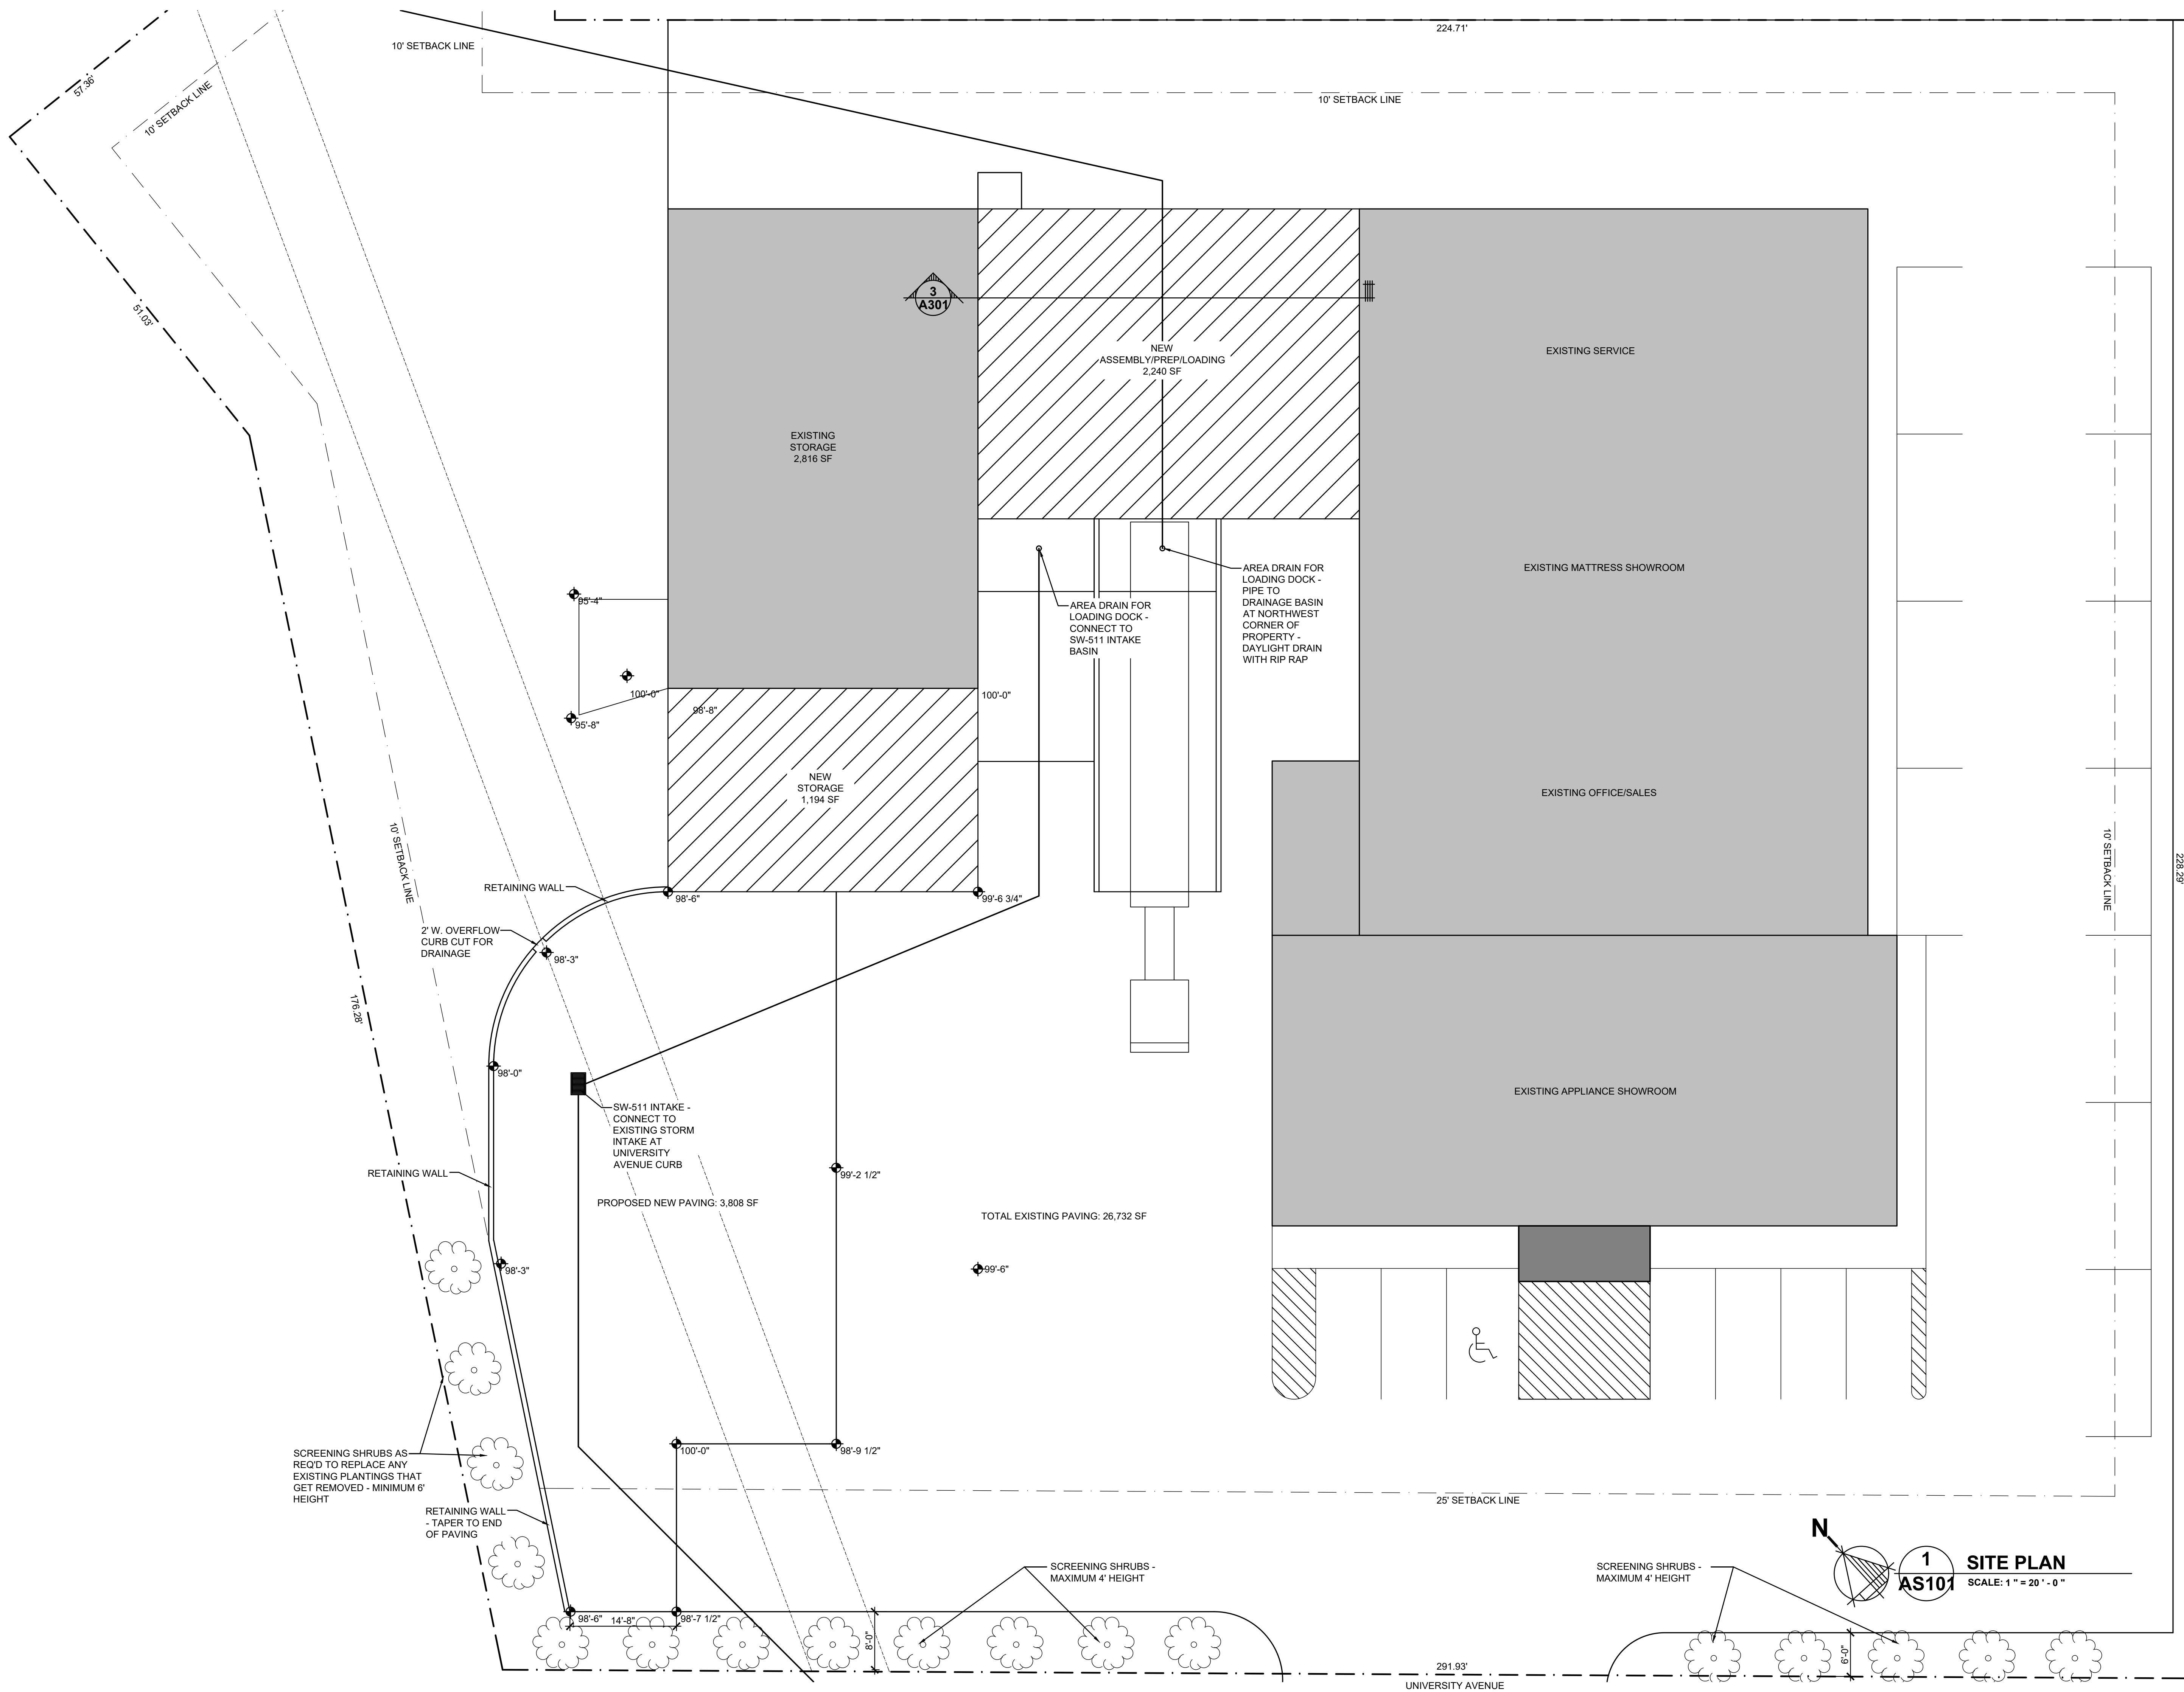 224.71'
10' SETBACK LINE
57.36'
10' SETBACK LINE
10' SETBACK LINE
51.03'
3
A301
NEW
ASSEMBLY/PREP/LOADING
2,240 SF
EXISTING SERVICE
EXISTING
STORAGE
2,816 SF
EXISTING MATTRESS SHOWROOM
AREA DRAIN FOR
LOADING DOCK -
PIPE TO
DRAINAGE BASIN
AT NORTHWEST
CORNER OF
PROPERTY -
DAYLIGHT DRAIN
WITH RIP RAP
AREA DRAIN FOR
LOADING DOCK -
CONNECT TO
SW-511 INTAKE
BASIN
95'-4"
100'-0"
95'-8"
98'-8"
100'-0"
NEW
STORAGE
1,194 SF
EXISTING OFFICE/SALES
10' SETBACK LINE
10' SETBACK LINE
228.29'
RETAINING WALL
98'-6"
99'-6 3/4"
2' W. OVERFLOW
CURB CUT FOR
DRAINAGE
98'-3"
176.28'
98'-0"
EXISTING APPLIANCE SHOWROOM
SW-511 INTAKE -
CONNECT TO
EXISTING STORM
INTAKE AT
UNIVERSITY
AVENUE CURB
RETAINING WALL
99'-2 1/2"
PROPOSED NEW PAVING: 3,808 SF
TOTAL EXISTING PAVING: 26,732 SF
98'-3"
99'-6"
100'-0"
98'-9 1/2"
SCREENING SHRUBS AS
REQ'D TO REPLACE ANY
EXISTING PLANTINGS THAT
GET REMOVED - MINIMUM 6'
HEIGHT
25' SETBACK LINE
RETAINING WALL
- TAPER TO END
OF PAVING
N
1
AS101
SITE PLAN
SCALE: 1 " = 20 ' - 0 "
SCREENING SHRUBS -
MAXIMUM 4' HEIGHT
SCREENING SHRUBS -
MAXIMUM 4' HEIGHT
98'-6"
14'-8"
98'-7 1/2"
8'-0"
6'-0"
291.93'
UNIVERSITY AVENUE